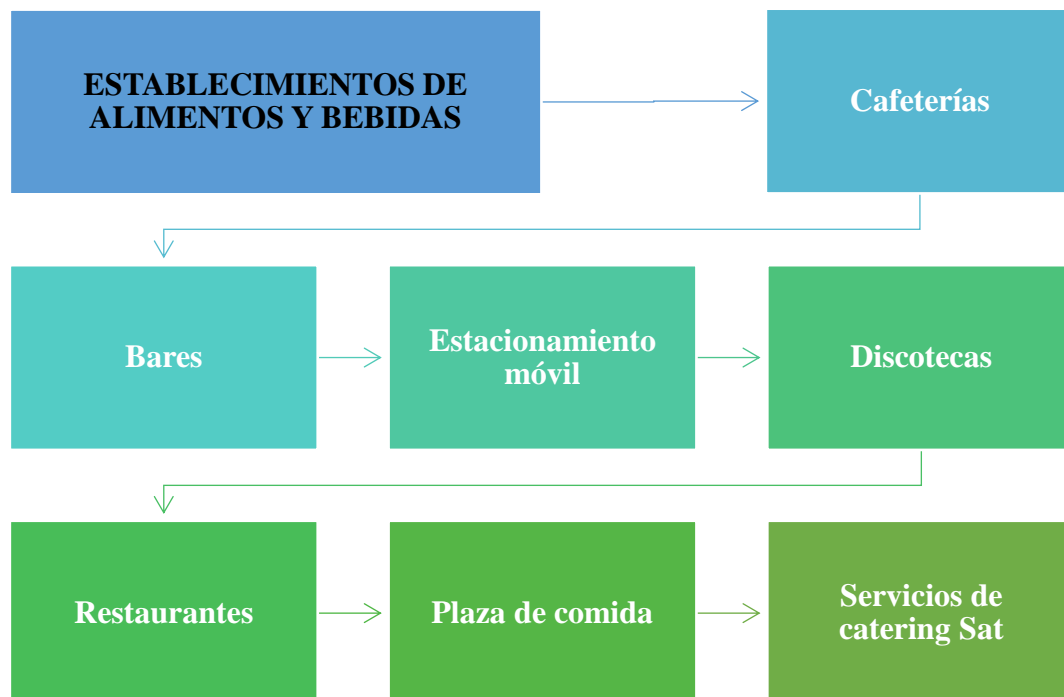 ESTABLECIMIENTOS DE
ALIMENTOS Y BEBIDAS
Cafeterías
Bares
Estacionamiento
móvil
Discotecas
Restaurantes
Plaza de comida
Servicios de
catering Sat